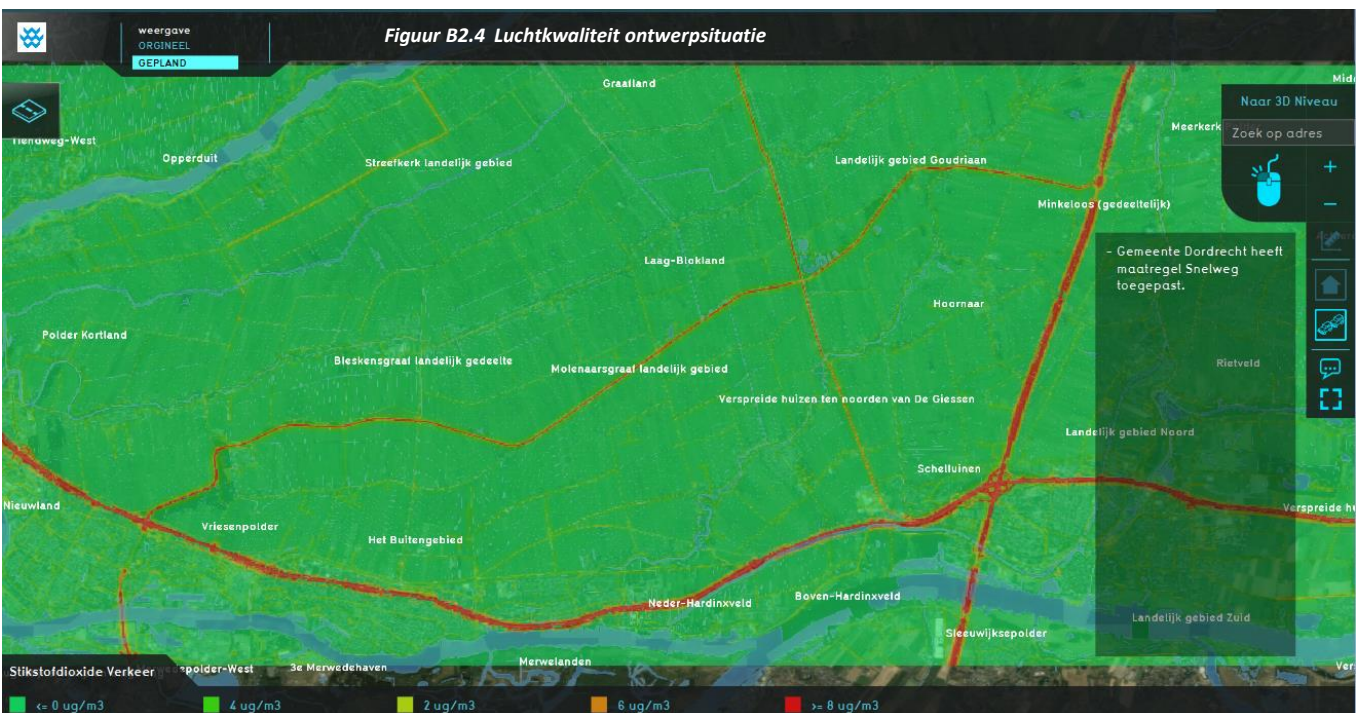 weergave
ORGINEEL
GEPLAND
Figuur B2.4 Luchtkwaliteit ontwerpsituatie
Naar 3D Niveau
Zoek op adres
Graafland
Meerkerk
Tiendweg-West
Opperduit
Streefkerk landelijk gebied
Landelijk gebied Goudriaan
Minkeloos (gedeeltelijk)
- Gemeente Dordrecht heeft
maatregel Snelweg
toegepast.
Laag-Blokland
Hoornaar
Polder Kortland
Bleskensgraaf landelijk gedeelte
Molenaarsgraaf landelijk gebied
Rietveld
Verspreide huizen ten noorden van De Giessen
Landelijk gebied Noord
Schelluinen
Nieuwland
Verspreide hu
Vriesenpolder
Het Buitengebied
Neder-Hardinxveld
Boven-Hardinxveld
Landelijk gebied Zuid
Sleeuwijksepolder
Stikstofdioxide Verkeer
epolder-West
3e Merwedehaven
Merwelanden
Ver
<= 0 ug/m3
4 ug/m3
2 ug/m3
6 ug/m3
>= 8 ug/m3